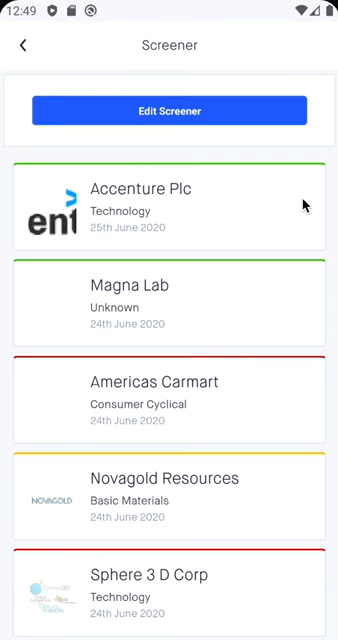 12:49
Screener
Edit Screener
Accenture Plc
ent
Technology
25th June 2020
Magna Lab
Unknown
24th June 2020
Americas Carmart
Consumer Cyclical
24th June 2020
Novagold Resources
NOVAGOLD
Basic Materials
24th June 2020
Sphere 3 D Corp
Sphere3D
Technology
24th June 2020